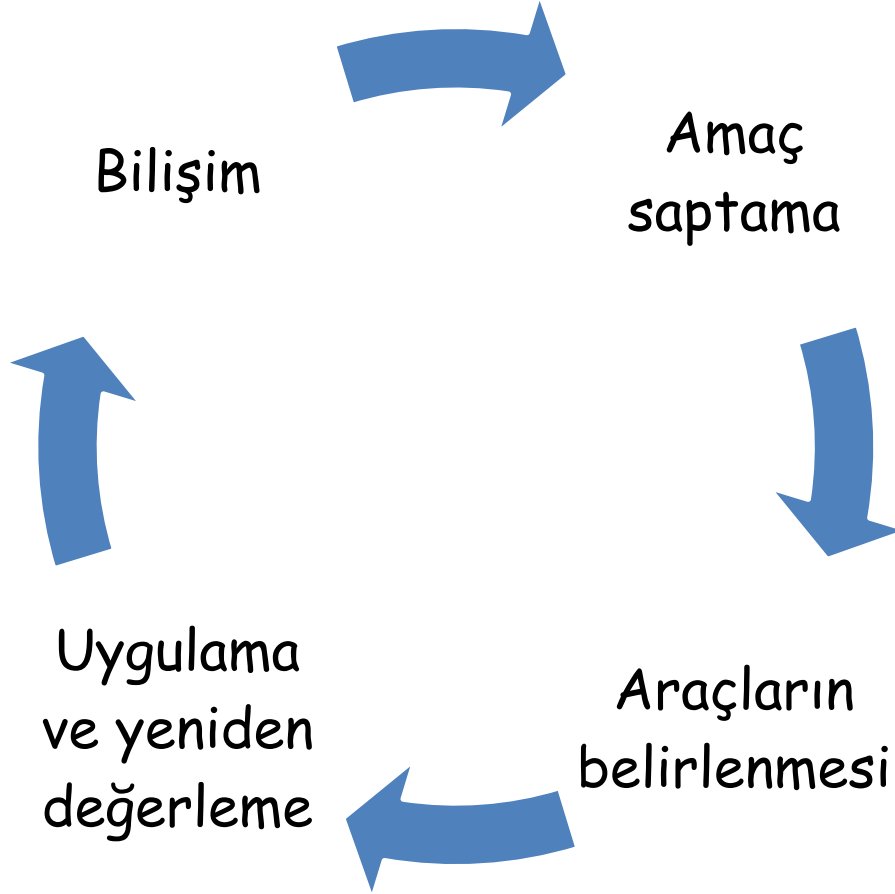 Bilişim
Amaç
saptama
Araçların
belirlenmesi
Uygulama
ve yeniden
değerleme